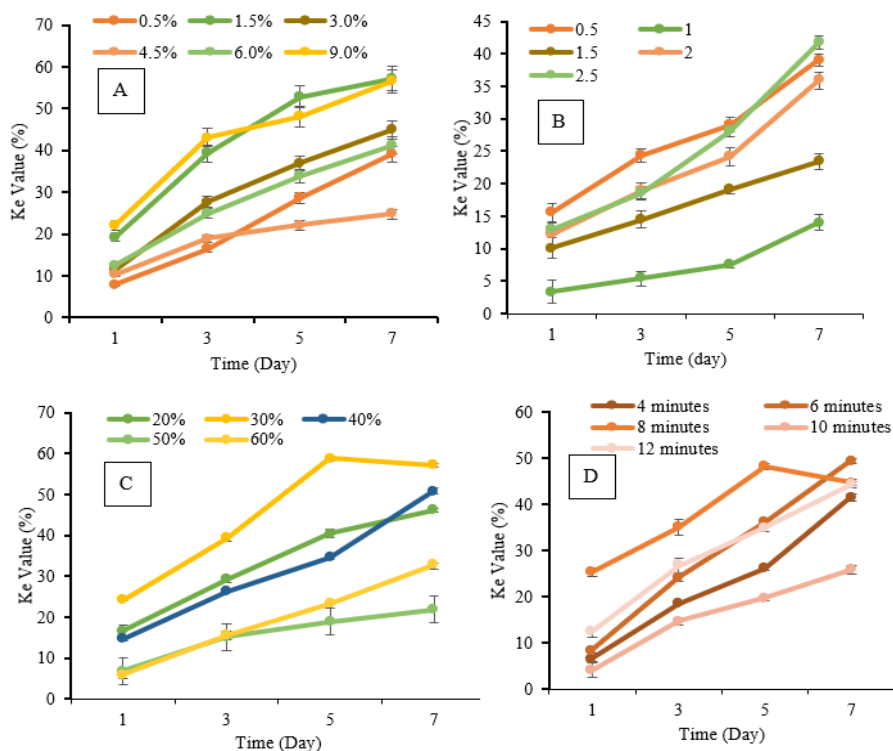 0.5% 1.5% 3.0%
4.5% 6.0% 9.0%
A
70
60
50
40
30
20
10
0
Ke Value (%)
1 3 5 7
Time (Day)
0.5 1
1.5 2
2.5
B
45
40
35
30
25
20
15
10
5
0
Ke Value (%)
1 3 5 7
Time (day)
20% 30% 40%
50% 60%
C
70
60
50
40
30
20
10
0
Ke Value (%)
1 3 5 7
Time (Day)
4 minutes 6 minutes
8 minutes 10 minutes
12 minutes
D
60
50
40
30
20
10
0
Ke Value (%)
1 3 5 7
Time (Day)